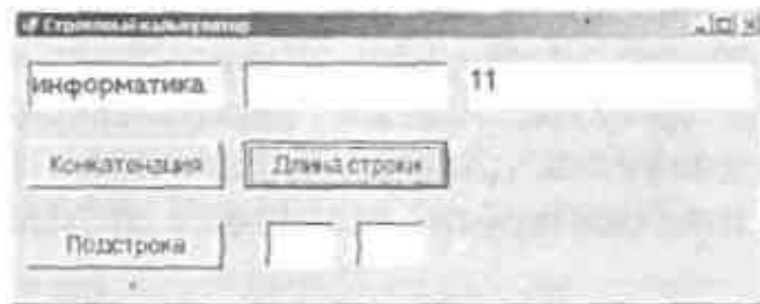 Строковый калькулятор
информатика 11
Конкатенация Длина строки
Подстрока